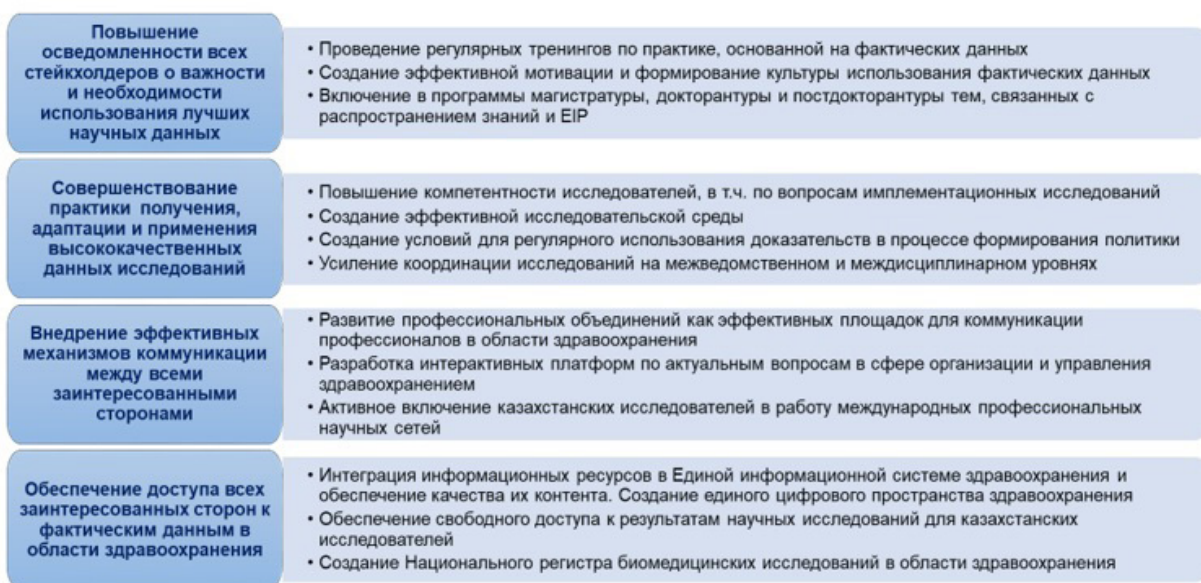 Повышение
осведомленности всех
стейкхолдеров о важности
и необходимости
использования лучших
научных данных
• Проведение регулярных тренингов по практике, основанной на фактических данных
• Создание эффективной мотивации и формирование культуры использования фактических данных
• Включение в программы магистратуры, докторантуры и постдокторантуры тем, связанных с
распространением знаний и EIP
Совершенствование
практики получения,
адаптации и применения
высококачественных
данных исследований
• Повышение компетентности исследователей, в т.ч. по вопросам имплементационных исследований
• Создание эффективной исследовательской среды
• Создание условий для регулярного использования доказательств в процессе формирования политики
• Усиление координации исследований на межведомственном и междисциплинарном уровнях
Внедрение эффективных
механизмов коммуникации
между всеми
заинтересованными
сторонами
• Развитие профессиональных объединений как эффективных площадок для коммуникации
профессионалов в области здравоохранения
• Разработка интерактивных платформ по актуальным вопросам в сфере организации и управления
здравоохранением
• Активное включение казахстанских исследователей в работу международных профессиональных
научных сетей
Обеспечение доступа всех
заинтересованных сторон к
фактическим данным в
области здравоохранения
• Интеграция информационных ресурсов в Единой информационной системе здравоохранения и
обеспечение качества их контента. Создание единого цифрового пространства здравоохранения
• Обеспечение свободного доступа к результатам научных исследований для казахстанских
исследователей
• Создание Национального регистра биомедицинских исследований в области здравоохранения